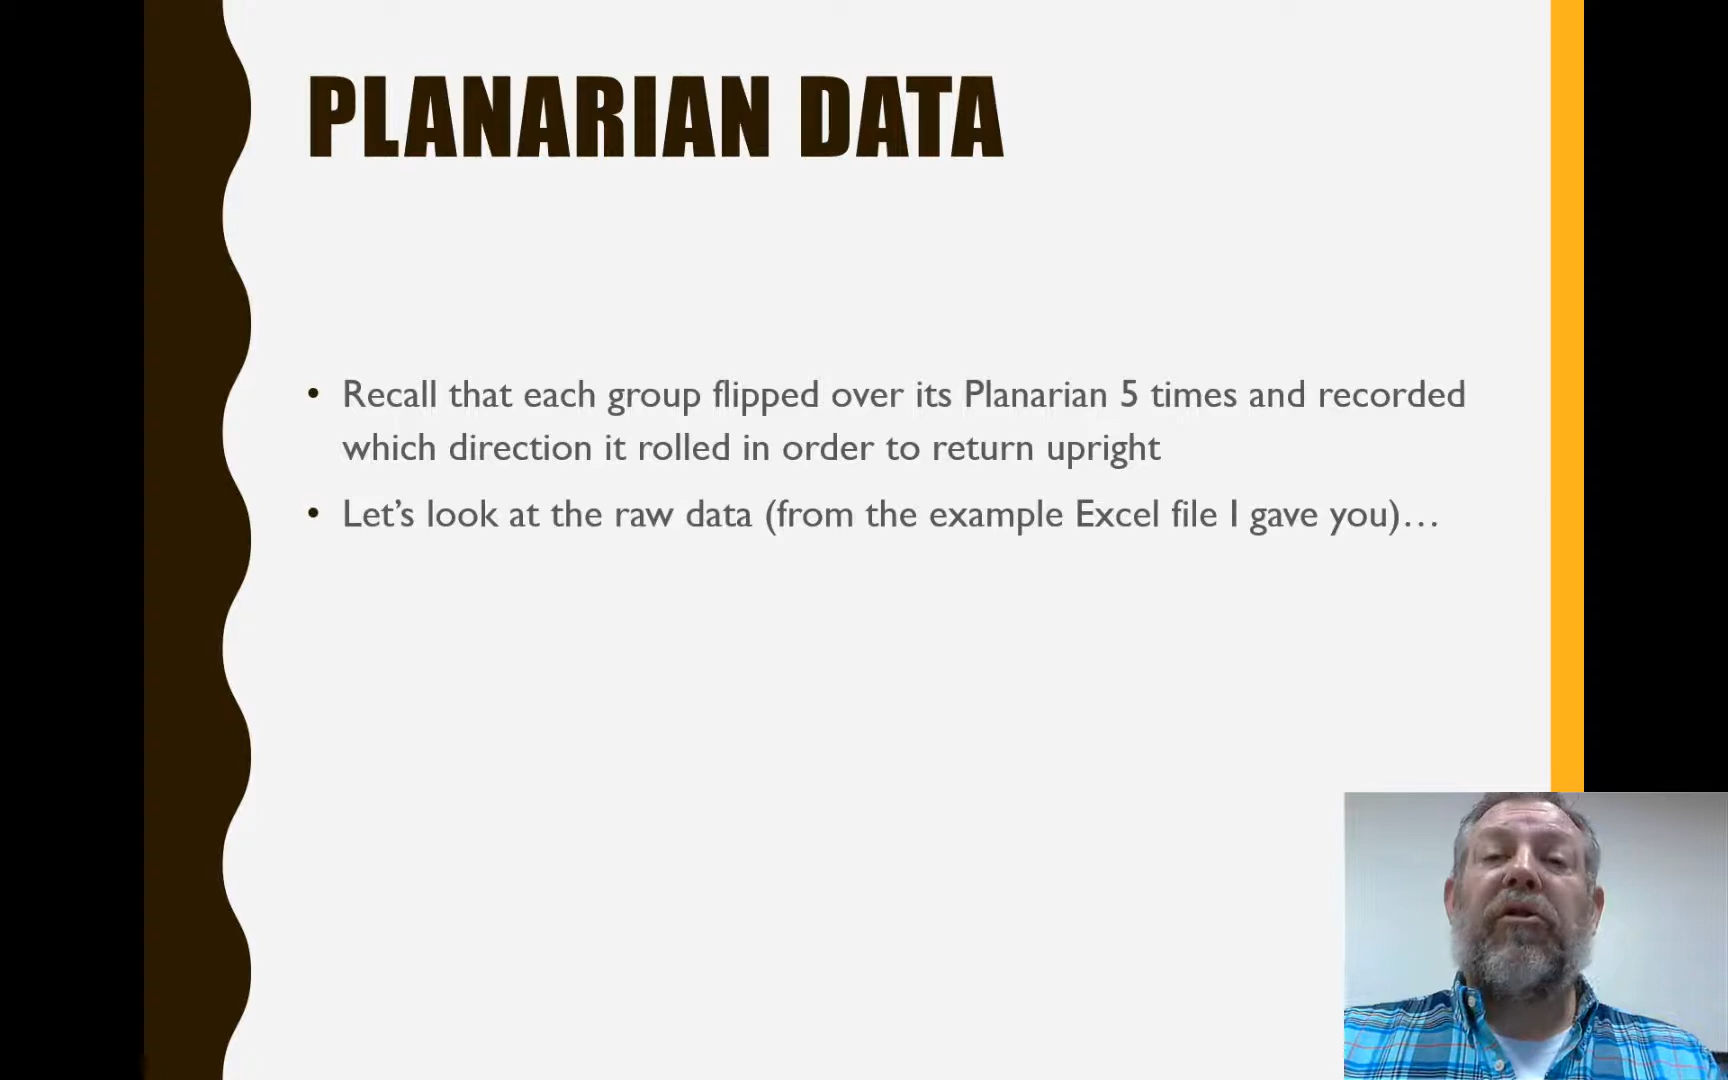 PLANARIAN DATA
• Recall that each group flipped over its Planarian 5 times and recorded
which direction it rolled in order to return upright
• Let’s look at the raw data (from the example Excel file I gave you)…